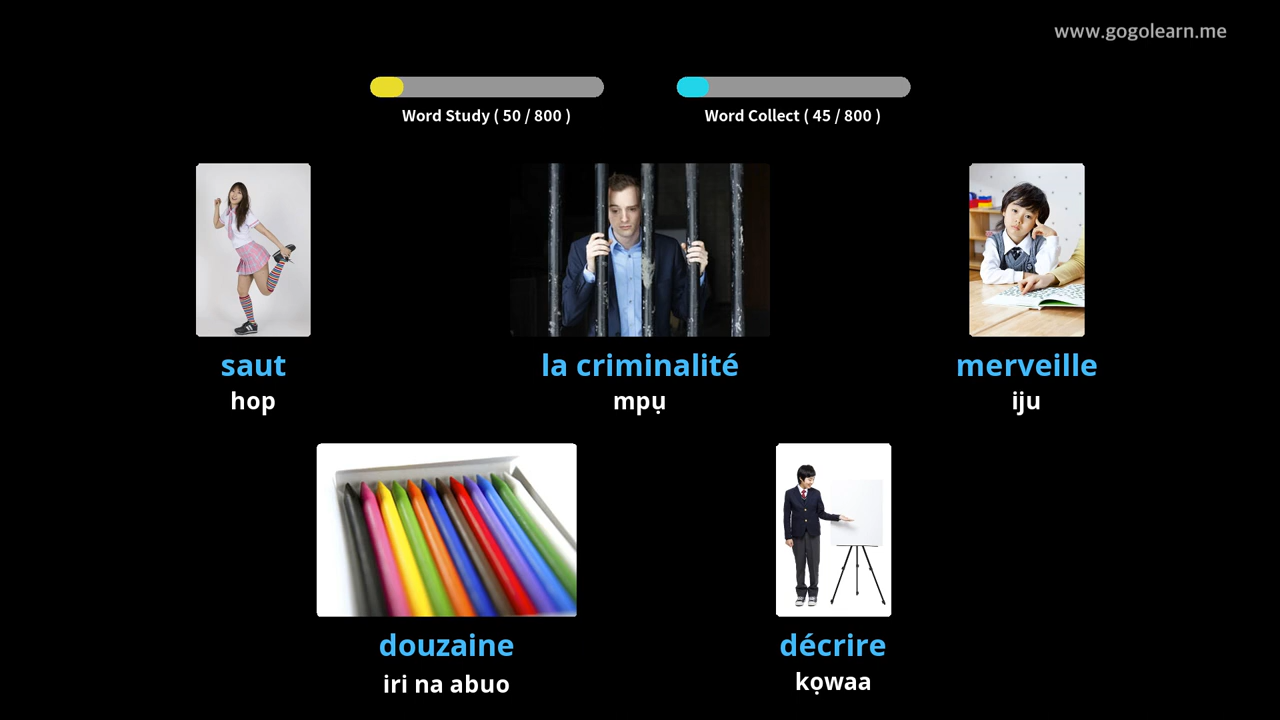 www.gogolearn.me
Word Study ( 50 / 800 )
Word Collect ( 45 / 800 )
saut
hop
la criminalité
mpụ
merveille
iju
douzaine
iri na abuo
décrire
kọwaa